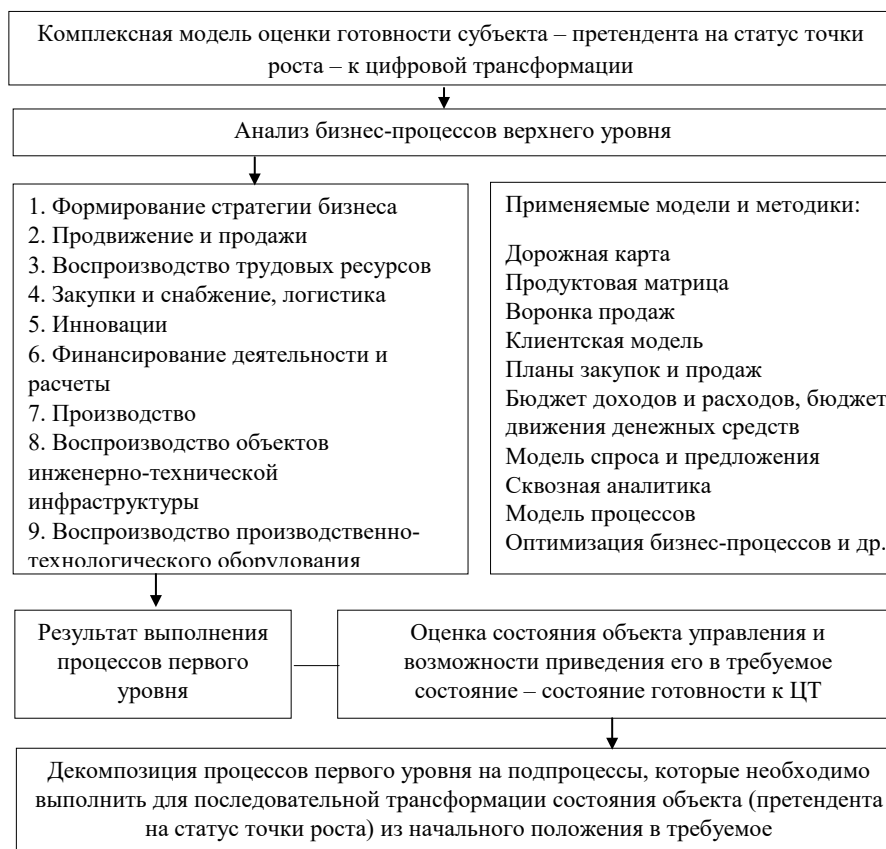 Комплексная модель оценки готовности субъекта – претендента на статус точки
роста – к цифровой трансформации
Анализ бизнес-процессов верхнего уровня
1. Формирование стратегии бизнеса
2. Продвижение и продажи
3. Воспроизводство трудовых ресурсов
4. Закупки и снабжение, логистика
5. Инновации
6. Финансирование деятельности и
расчеты
7. Производство
8. Воспроизводство объектов
инженерно-технической
инфраструктуры
9. Воспроизводство производственно-
технологического оборудования
Применяемые модели и методики:
Дорожная карта
Продуктовая матрица
Воронка продаж
Клиентская модель
Планы закупок и продаж
Бюджет доходов и расходов, бюджет
движения денежных средств
Модель спроса и предложения
Сквозная аналитика
Модель процессов
Оптимизация бизнес-процессов и др.
Результат выполнения
процессов первого
уровня
Оценка состояния объекта управления и
возможности приведения его в требуемое
состояние – состояние готовности к ЦТ
Декомпозиция процессов первого уровня на подпроцессы, которые необходимо
выполнить для последовательной трансформации состояния объекта (претендента
на статус точки роста) из начального положения в требуемое